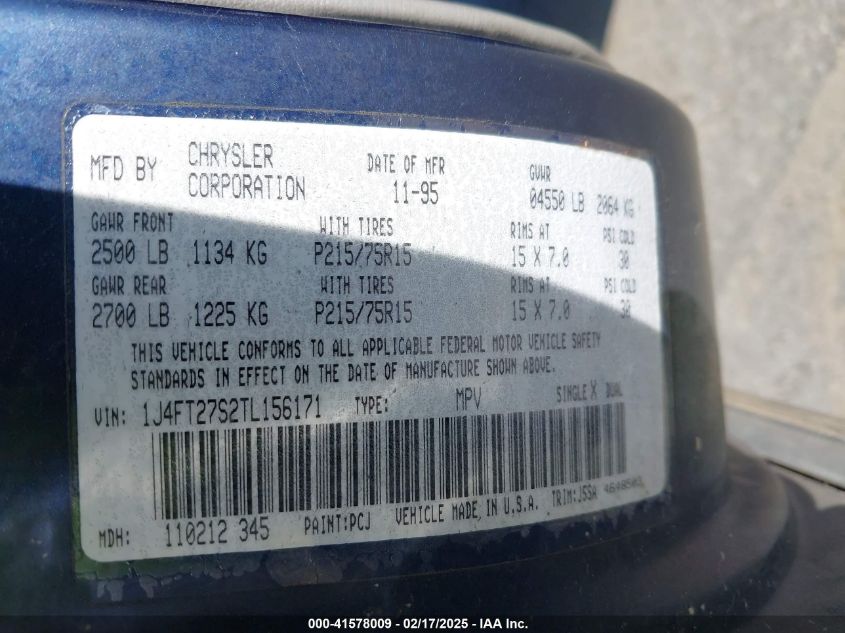 MFD BY CHRYSLER CORPORATION DATE OF MFR 11-95 GVWR 04550 LB 2064 KG
GAWR FRONT WITH TIRES RIMS AT PSI COLD
2500 LB 1134 KG P215/75R15 15 X 7.0 30
GAWR REAR WITH TIRES RIMS AT PSI COLD
2700 LB 1225 KG P215/75R15 15 X 7.0 30
THIS VEHICLE CONFORMS TO ALL APPLICABLE FEDERAL MOTOR VEHICLE SAFETY
STANDARDS IN EFFECT ON THE DATE OF MANUFACTURE SHOWN ABOVE.
VIN: 1J4FT27S2TL156171 TYPE: MPV SINGLE X DUAL
MDH: 110212 345 PAINT:PCJ VEHICLE MADE IN U.S.A. TRIM:J5SA
000-41578009 - 02/17/2025 - IAA Inc.